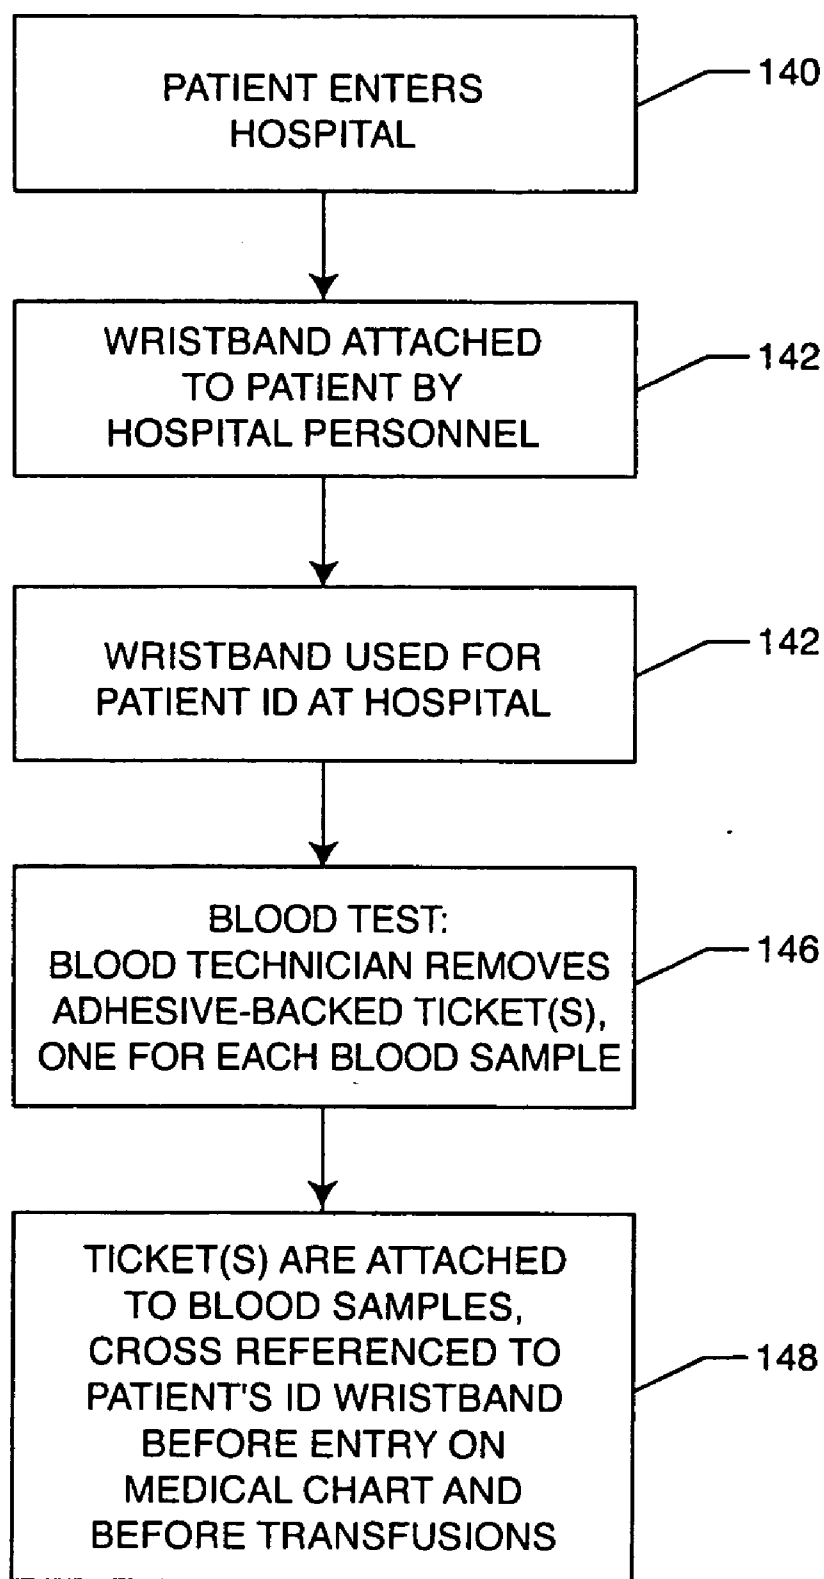 PATIENT ENTERS
HOSPITAL
140
WRISTBAND ATTACHED
TO PATIENT BY
HOSPITAL PERSONNEL
142
WRISTBAND USED FOR
PATIENT ID AT HOSPITAL
142
BLOOD TEST:
BLOOD TECHNICIAN REMOVES
ADHESIVE-BACKED TICKET(S),
ONE FOR EACH BLOOD SAMPLE
146
TICKET(S) ARE ATTACHED
TO BLOOD SAMPLES,
CROSS REFERENCED TO
PATIENT'S ID WRISTBAND
BEFORE ENTRY ON
MEDICAL CHART AND
BEFORE TRANSFUSIONS
148